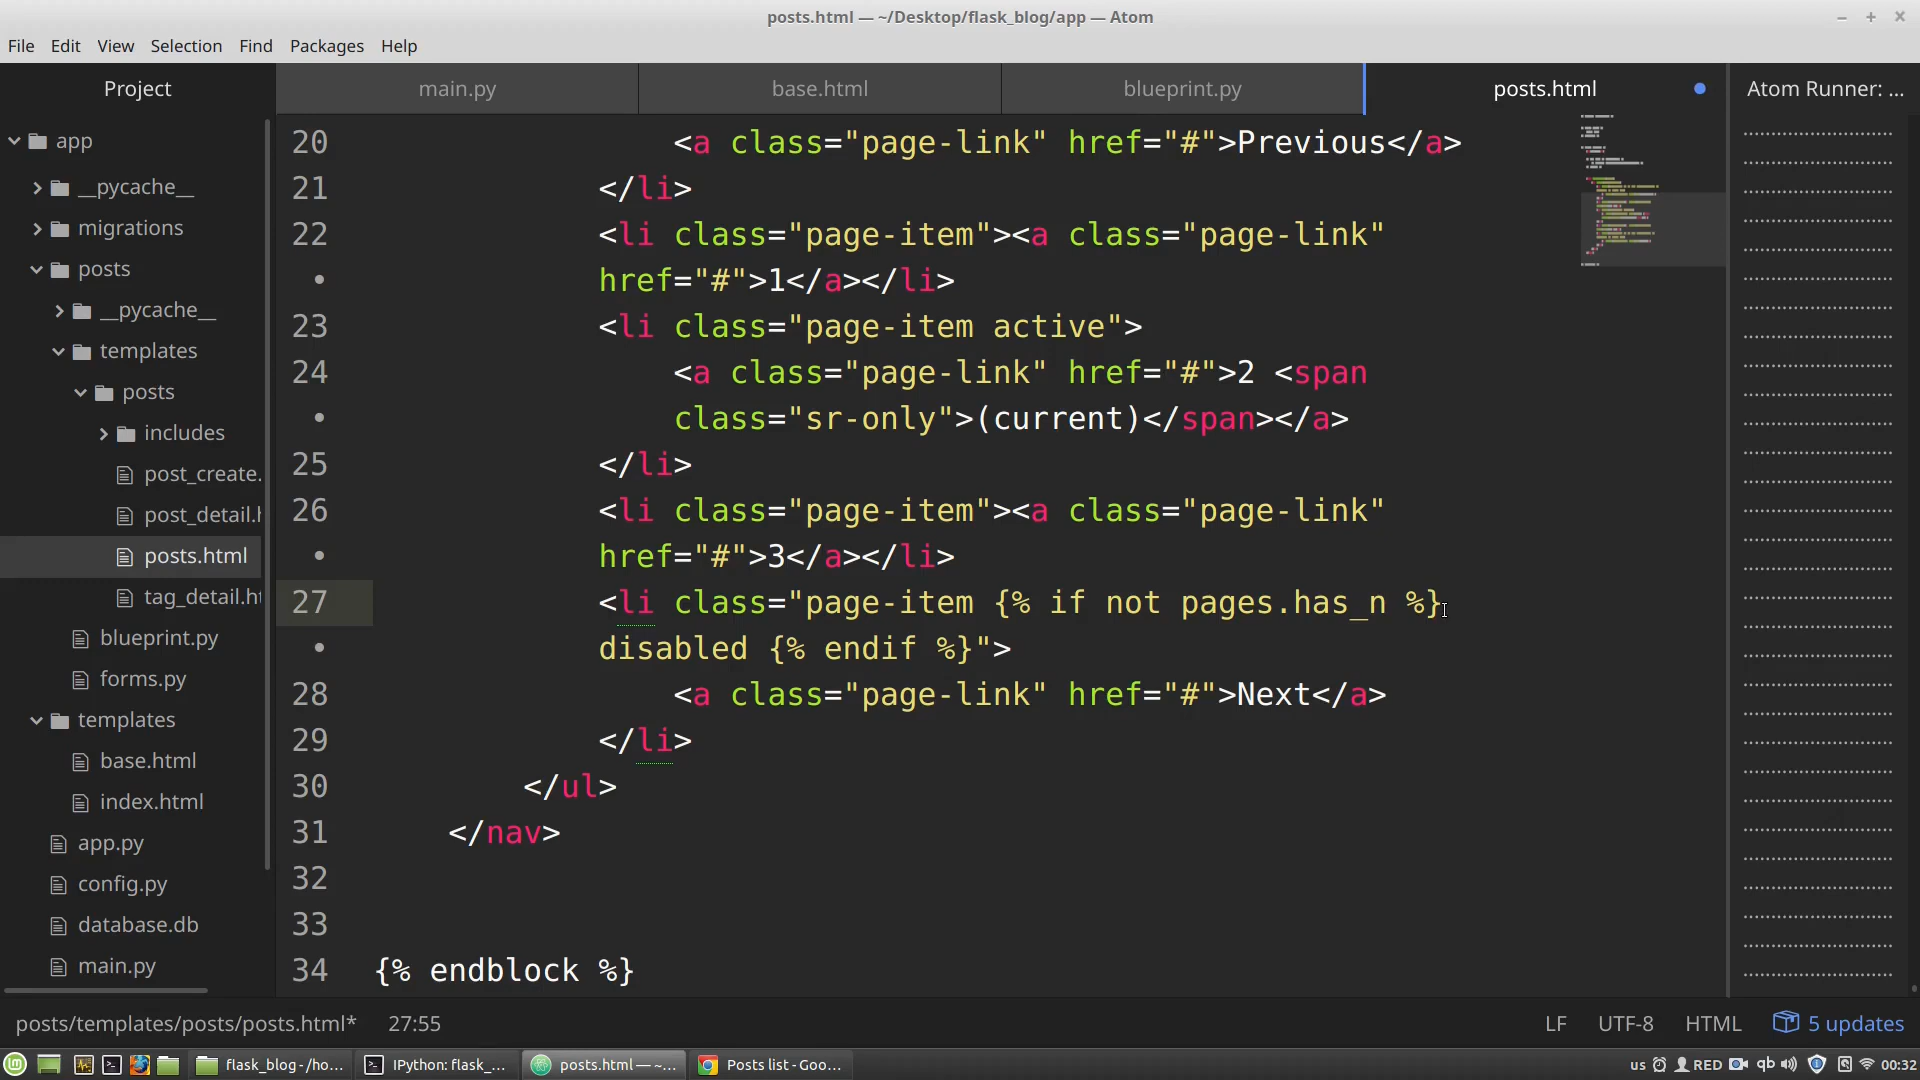 posts.html — ~/Desktop/flask_blog/app — Atom
File Edit View Selection Find Packages Help
Project
main.py
base.html
blueprint.py
posts.html
Atom Runner: ...
app
__pycache__
migrations
posts
__pycache__
templates
posts
includes
post_create.
post_detail.h
posts.html
tag_detail.ht
blueprint.py
forms.py
templates
base.html
index.html
app.py
config.py
database.db
main.py
20 <a class="page-link" href="#">Previous</a>
21 </li>
22 <li class="page-item"><a class="page-link"
• href="#">1</a></li>
23 <li class="page-item active">
24 <a class="page-link" href="#">2 <span
• class="sr-only">(current)</span></a>
25 </li>
26 <li class="page-item"><a class="page-link"
• href="#">3</a></li>
27 <li class="page-item {% if not pages.has_n %}
• disabled {% endif %}">
28 <a class="page-link" href="#">Next</a>
29 </li>
30 </ul>
31 </nav>
32
33
34 {% endblock %}
posts/templates/posts/posts.html* 27:55
LF UTF-8 HTML 5 updates
flask_blog - /ho...
IPython: flask_...
posts.html — ~...
Posts list - Goo...
us RED qb 00:32